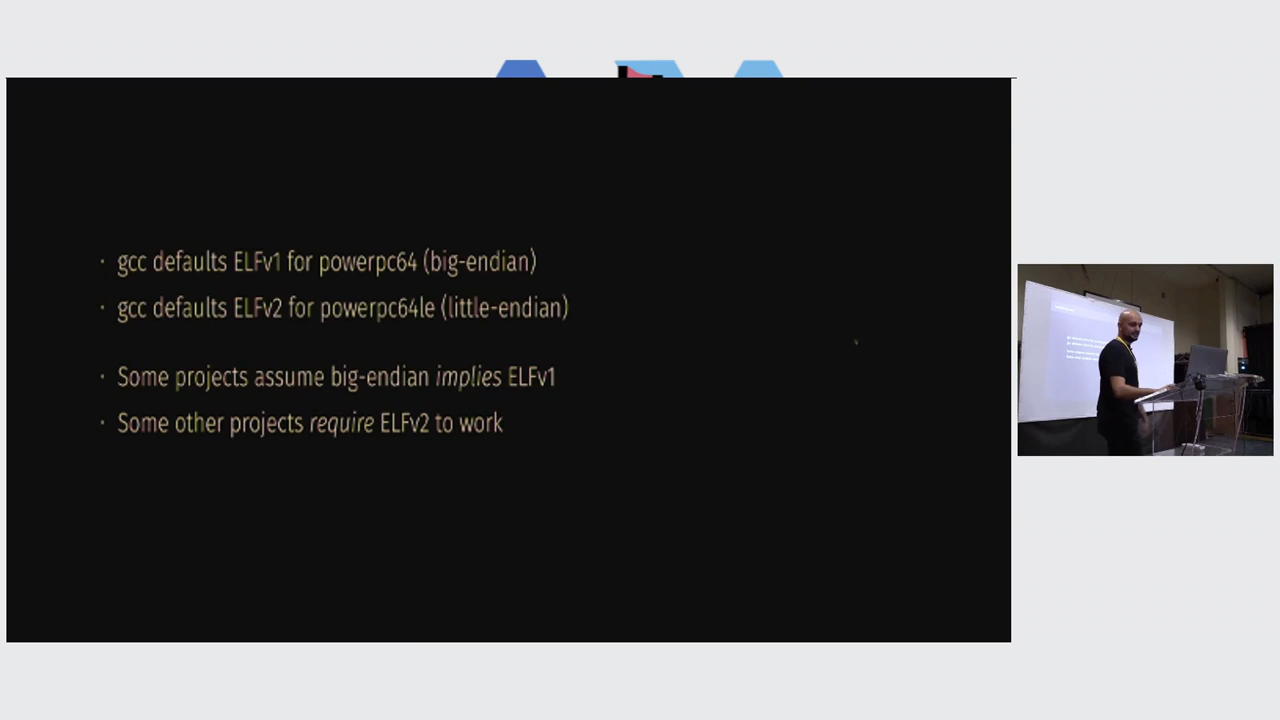 · gcc defaults ELFv1 for powerpc64 (big-endian)
· gcc defaults ELFv2 for powerpc64le (little-endian)
· Some projects assume big-endian implies ELFv1
· Some other projects require ELFv2 to work